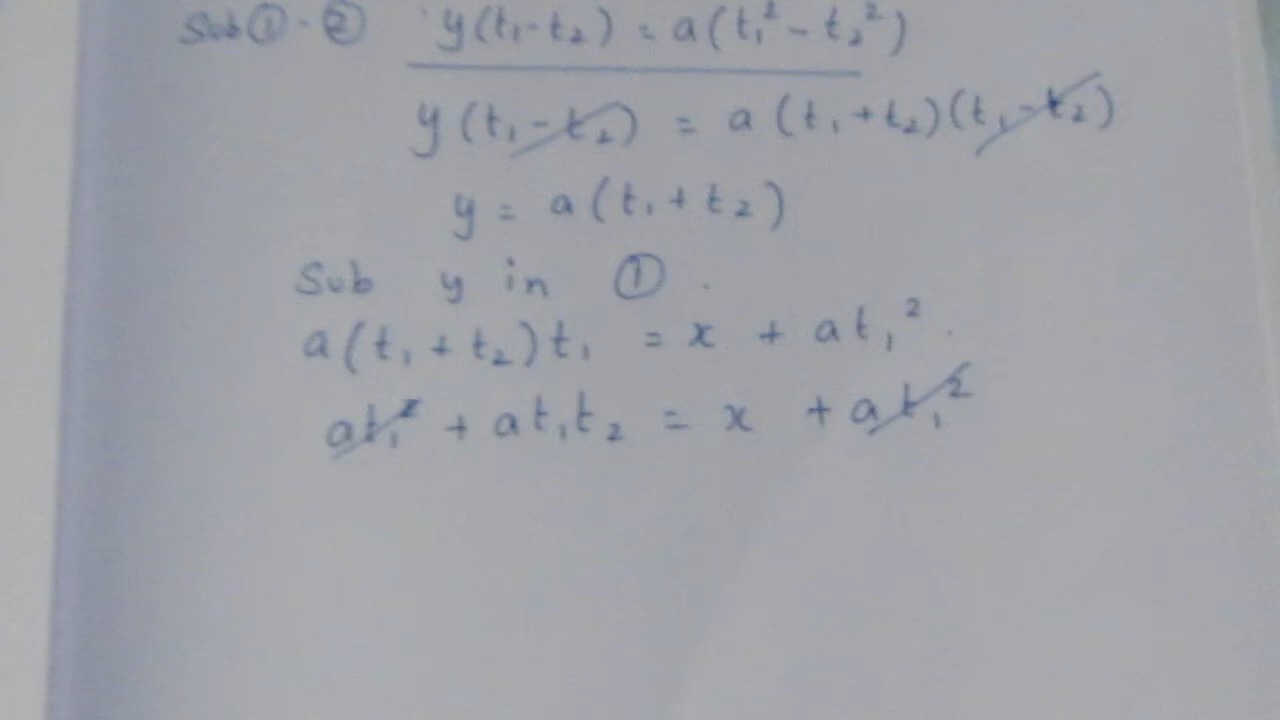 Sub ① - ② y(t₁-t₂) = a(t₁² - t₂²)
y(t₁-t₂) = a(t₁+t₂)(t₁-t₂)
y = a(t₁+t₂)
Sub y in ①.
a(t₁+t₂)t₁ = x + at₁².
at₁² + at₁t₂ = x + at₁²